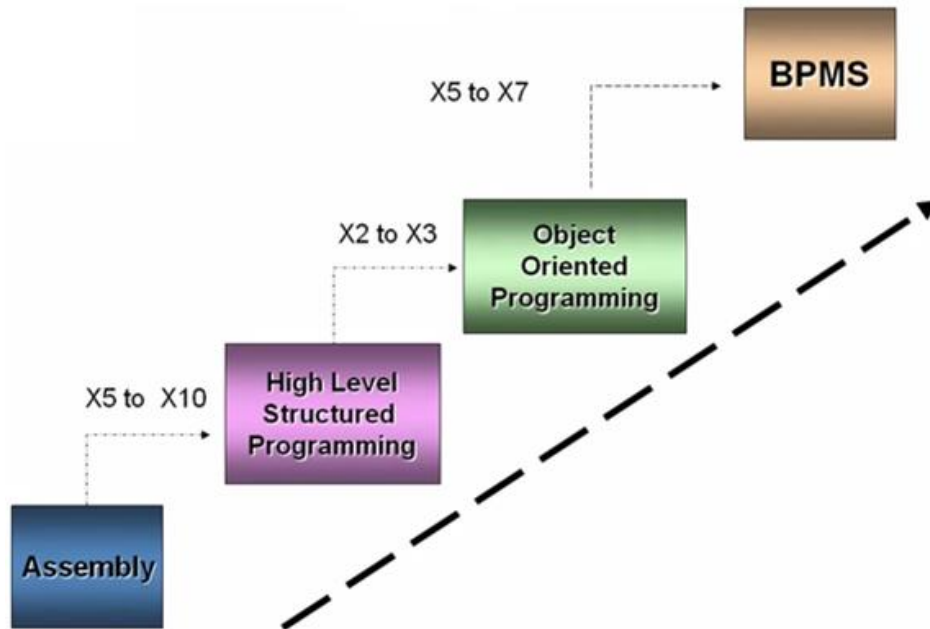 BPMS
X5 to X7
Object
Oriented
Programming
X2 to X3
High Level
Structured
Programming
X5 to X10
Assembly